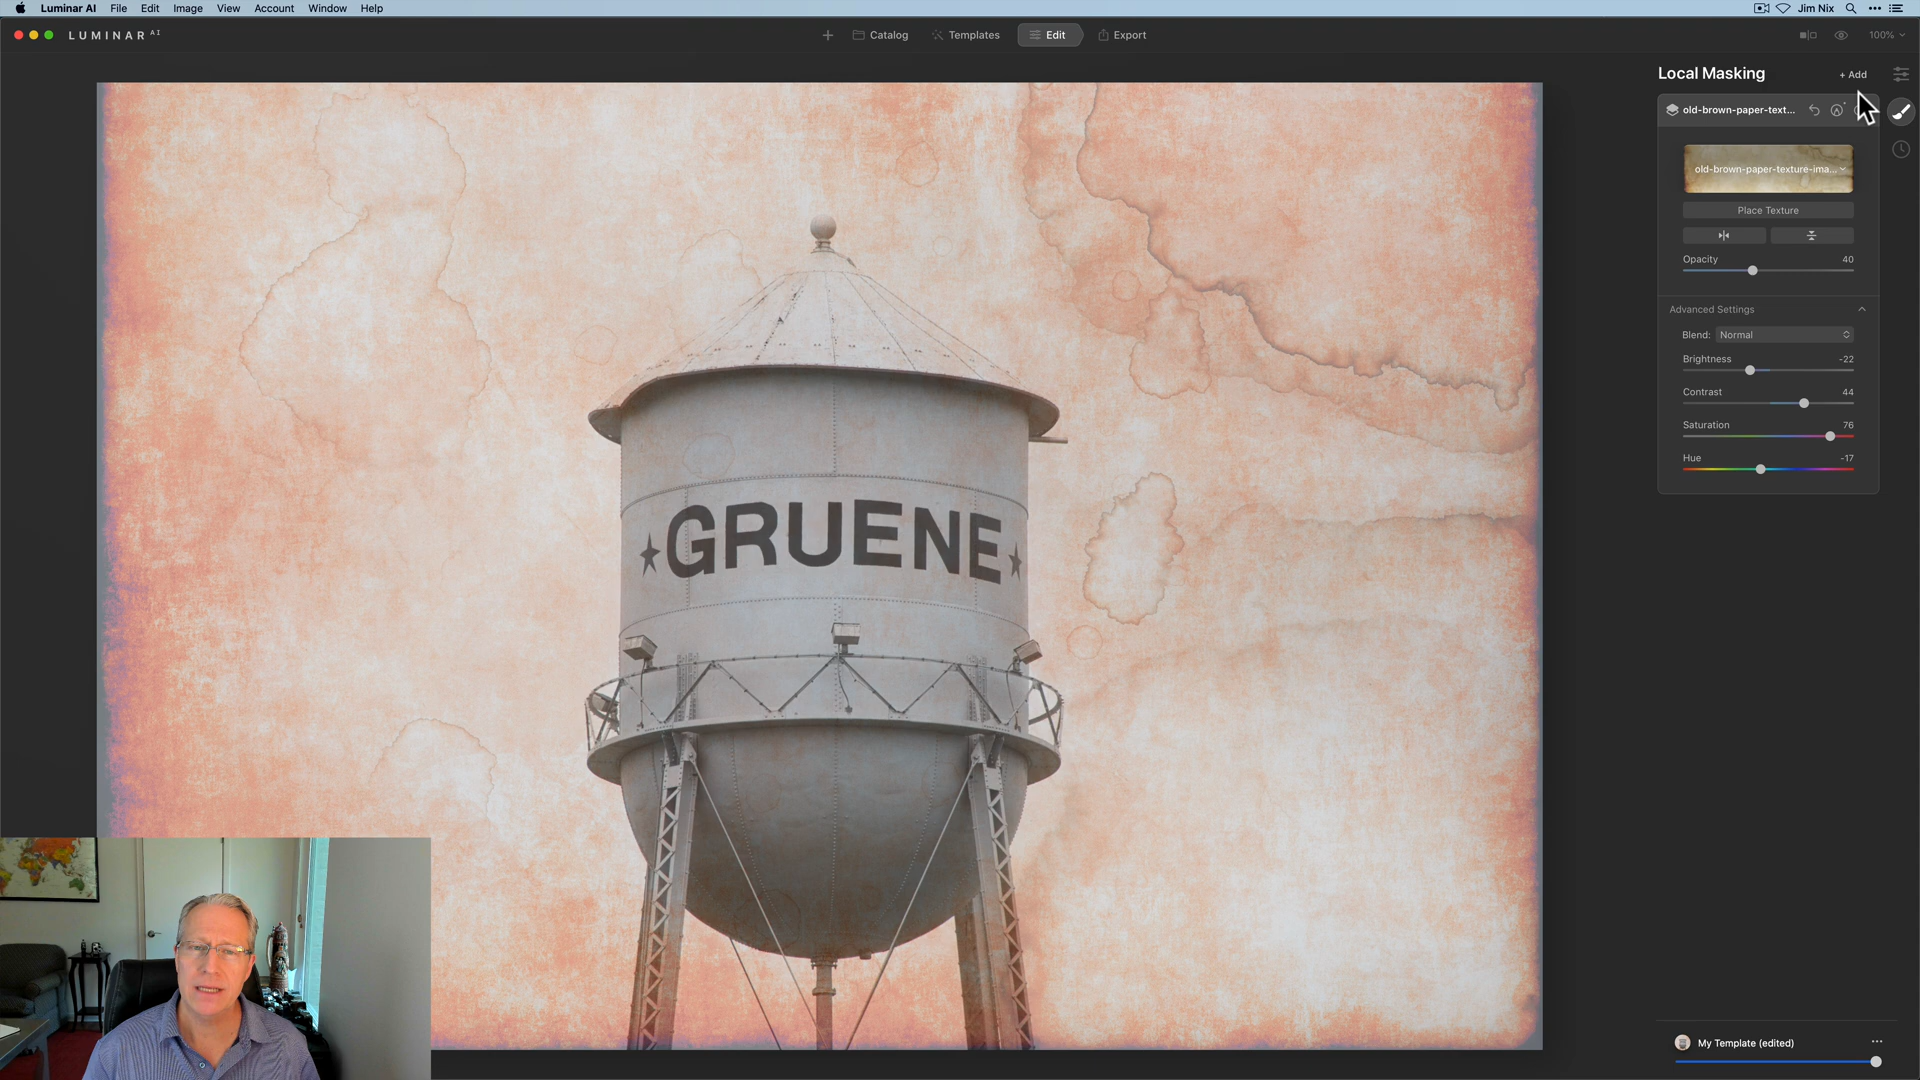 Luminar AI File Edit Image View Account Window Help Jim Nix
LUMINAR AI
Catalog Templates Edit Export 100%
Local Masking + Add
old-brown-paper-text...
old-brown-paper-texture-ima...
Place Texture
Opacity 40
Advanced Settings
Blend: Normal
Brightness -22
Contrast 44
Saturation 76
Hue -17
GRUENE
My Template (edited)